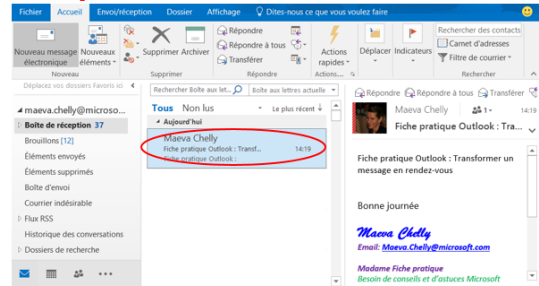 Fichier Accueil Envoi/réception Dossier Affichage Dites-nous ce que vous voulez faire
Nouveau message électronique
Nouveaux éléments
Nouveau
Supprimer Archiver
Supprimer
Répondre
Répondre à tous
Transférer
Répondre
Actions rapides
Actions...
Déplacer
Indicateurs
Rechercher des contacts
Carnet d'adresses
Filtre de courrier
Rechercher
Déplacez vos dossiers Favoris ici
maeva.chelly@microso...
Boîte de réception 37
Brouillons [12]
Éléments envoyés
Éléments supprimés
Boîte d'envoi
Courrier indésirable
Flux RSS
Historique des conversations
Dossiers de recherche
Rechercher Boîte aux let... Boîte aux lettres actuelle
Tous Non lus Le plus récent
Aujourd'hui
Maeva Chelly
Fiche pratique Outlook : Transf... 14:19
Fiche pratique Outlook :
Répondre Répondre à tous Transférer
Maeva Chelly 1 14:19
Fiche pratique Outlook : Tra...
Fiche pratique Outlook : Transformer un
message en rendez-vous
Bonne journée
Maeva Chelly
Email: Maeva.Chelly@microsoft.com
Madame Fiche pratique
Besoin de conseils et d'astuces Microsoft